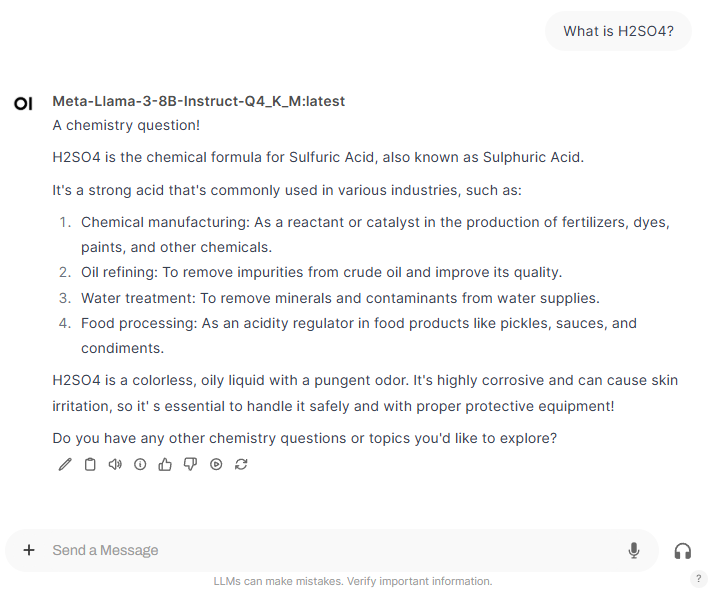 What is H2SO4?
OI Meta-Llama-3-8B-Instruct-Q4_K_M:latest
A chemistry question!
H2SO4 is the chemical formula for Sulfuric Acid, also known as Sulphuric Acid.
It's a strong acid that's commonly used in various industries, such as:
1. Chemical manufacturing: As a reactant or catalyst in the production of fertilizers, dyes,
paints, and other chemicals.
2. Oil refining: To remove impurities from crude oil and improve its quality.
3. Water treatment: To remove minerals and contaminants from water supplies.
4. Food processing: As an acidity regulator in food products like pickles, sauces, and
condiments.
H2SO4 is a colorless, oily liquid with a pungent odor. It's highly corrosive and can cause skin
irritation, so it' s essential to handle it safely and with proper protective equipment!
Do you have any other chemistry questions or topics you'd like to explore?
Send a Message
LLMs can make mistakes. Verify important information.
?